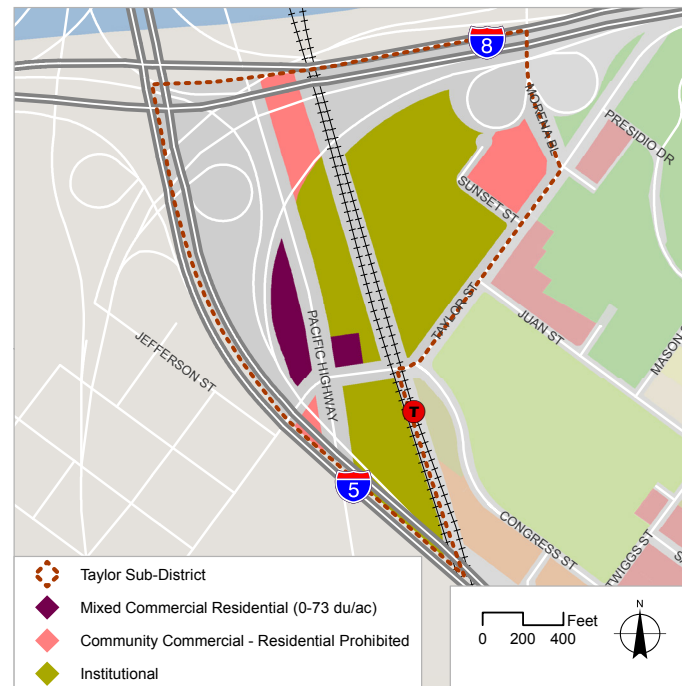 8
MORENA BL
PRESIDIO DR
SUNSET ST
TAYLOR ST
JUAN ST
PACIFIC HIGHWAY
JEFFERSON ST
MASON
T
5
CONGRESS ST
TWIGGS ST
Taylor Sub-District
Mixed Commercial Residential (0-73 du/ac)
Community Commercial - Residential Prohibited
Institutional
Feet
0 200 400
N